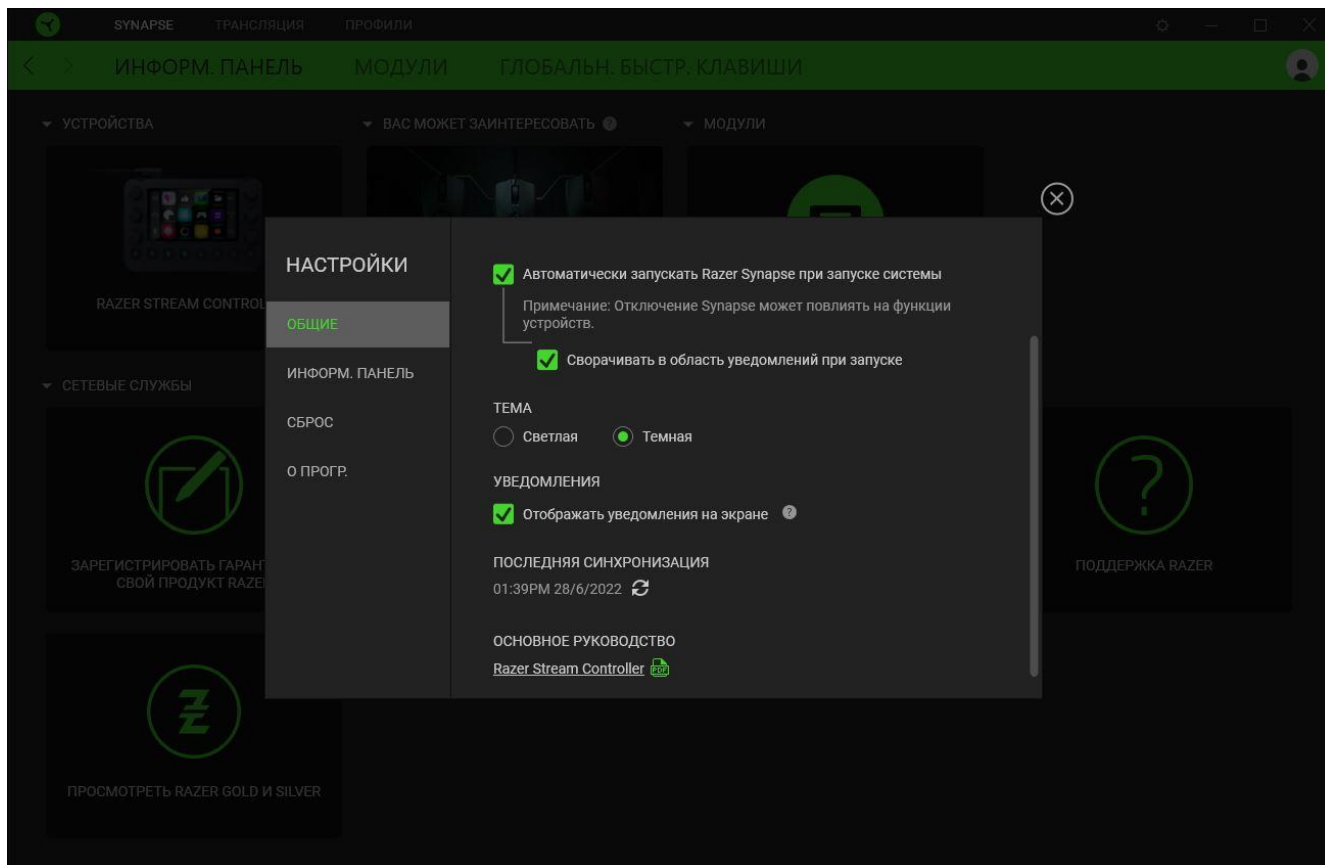 SYNAPSE ТРАНСЛЯЦИЯ ПРОФИЛИ
ИНФОРМ. ПАНЕЛЬ МОДУЛИ ГЛОБАЛЬН. БЫСТР. КЛАВИШИ
УСТРОЙСТВА ВАС МОЖЕТ ЗАИНТЕРЕСОВАТЬ ? МОДУЛИ
RAZER STREAM CONTROL
СЕТЕВЫЕ СЛУЖБЫ
ЗАРЕГИСТРИРОВАТЬ ГАРАН
СВОЙ ПРОДУКТ RAZE
ПОДДЕРЖКА RAZER
ПРОСМОТРЕТЬ RAZER GOLD И SILVER
НАСТРОЙКИ
ОБЩИЕ
ИНФОРМ. ПАНЕЛЬ
СБРОС
О ПРОГР.
Автоматически запускать Razer Synapse при запуске системы
Примечание: Отключение Synapse может повлиять на функции
устройств.
Сворачивать в область уведомлений при запуске
ТЕМА
Светлая Темная
УВЕДОМЛЕНИЯ
Отображать уведомления на экране ?
ПОСЛЕДНЯЯ СИНХРОНИЗАЦИЯ
01:39PM 28/6/2022
ОСНОВНОЕ РУКОВОДСТВО
Razer Stream Controller PDF